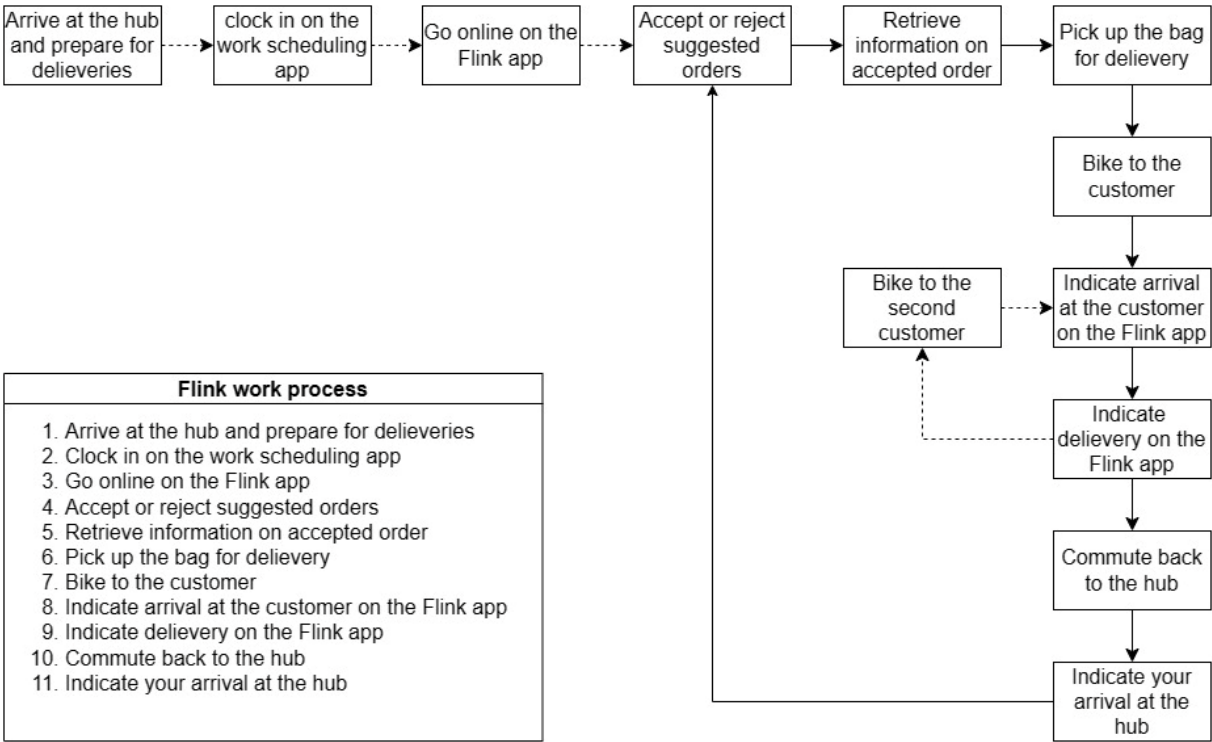 Arrive at the hub
and prepare for
delieveries
clock in on the
work scheduling
app
Go online on the
Flink app
Accept or reject
suggested
orders
Retrieve
information on
accepted order
Pick up the bag
for delievery
Bike to the
customer
Bike to the
second
customer
Indicate arrival
at the customer
on the Flink app
Indicate
delievery on the
Flink app
Commute back
to the hub
Indicate your
arrival at the
hub
Flink work process
1. Arrive at the hub and prepare for delieveries
2. Clock in on the work scheduling app
3. Go online on the Flink app
4. Accept or reject suggested orders
5. Retrieve information on accepted order
6. Pick up the bag for delievery
7. Bike to the customer
8. Indicate arrival at the customer on the Flink app
9. Indicate delievery on the Flink app
10. Commute back to the hub
11. Indicate your arrival at the hub